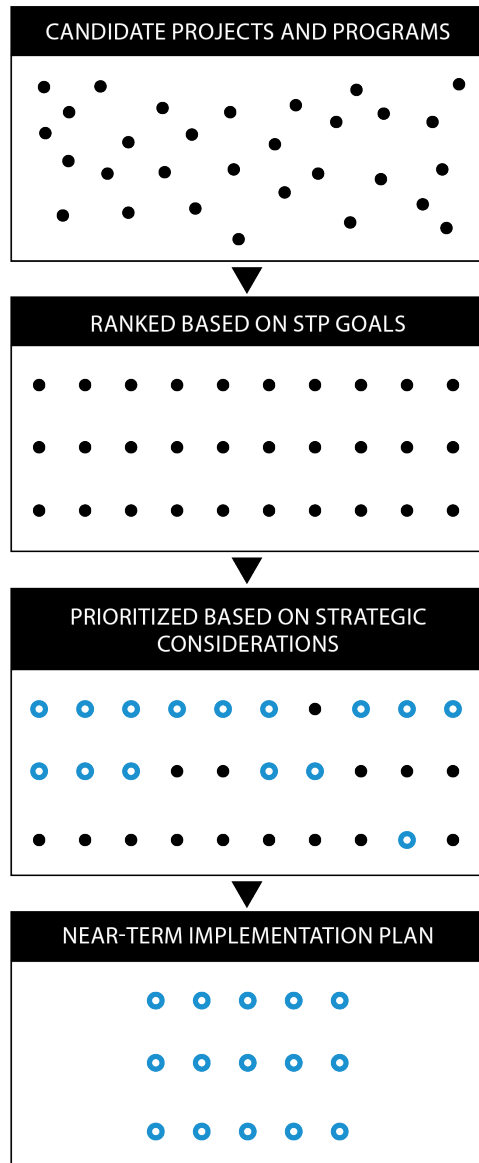 CANDIDATE PROJECTS AND PROGRAMS
RANKED BASED ON STP GOALS
PRIORITIZED BASED ON STRATEGIC
CONSIDERATIONS
NEAR-TERM IMPLEMENTATION PLAN